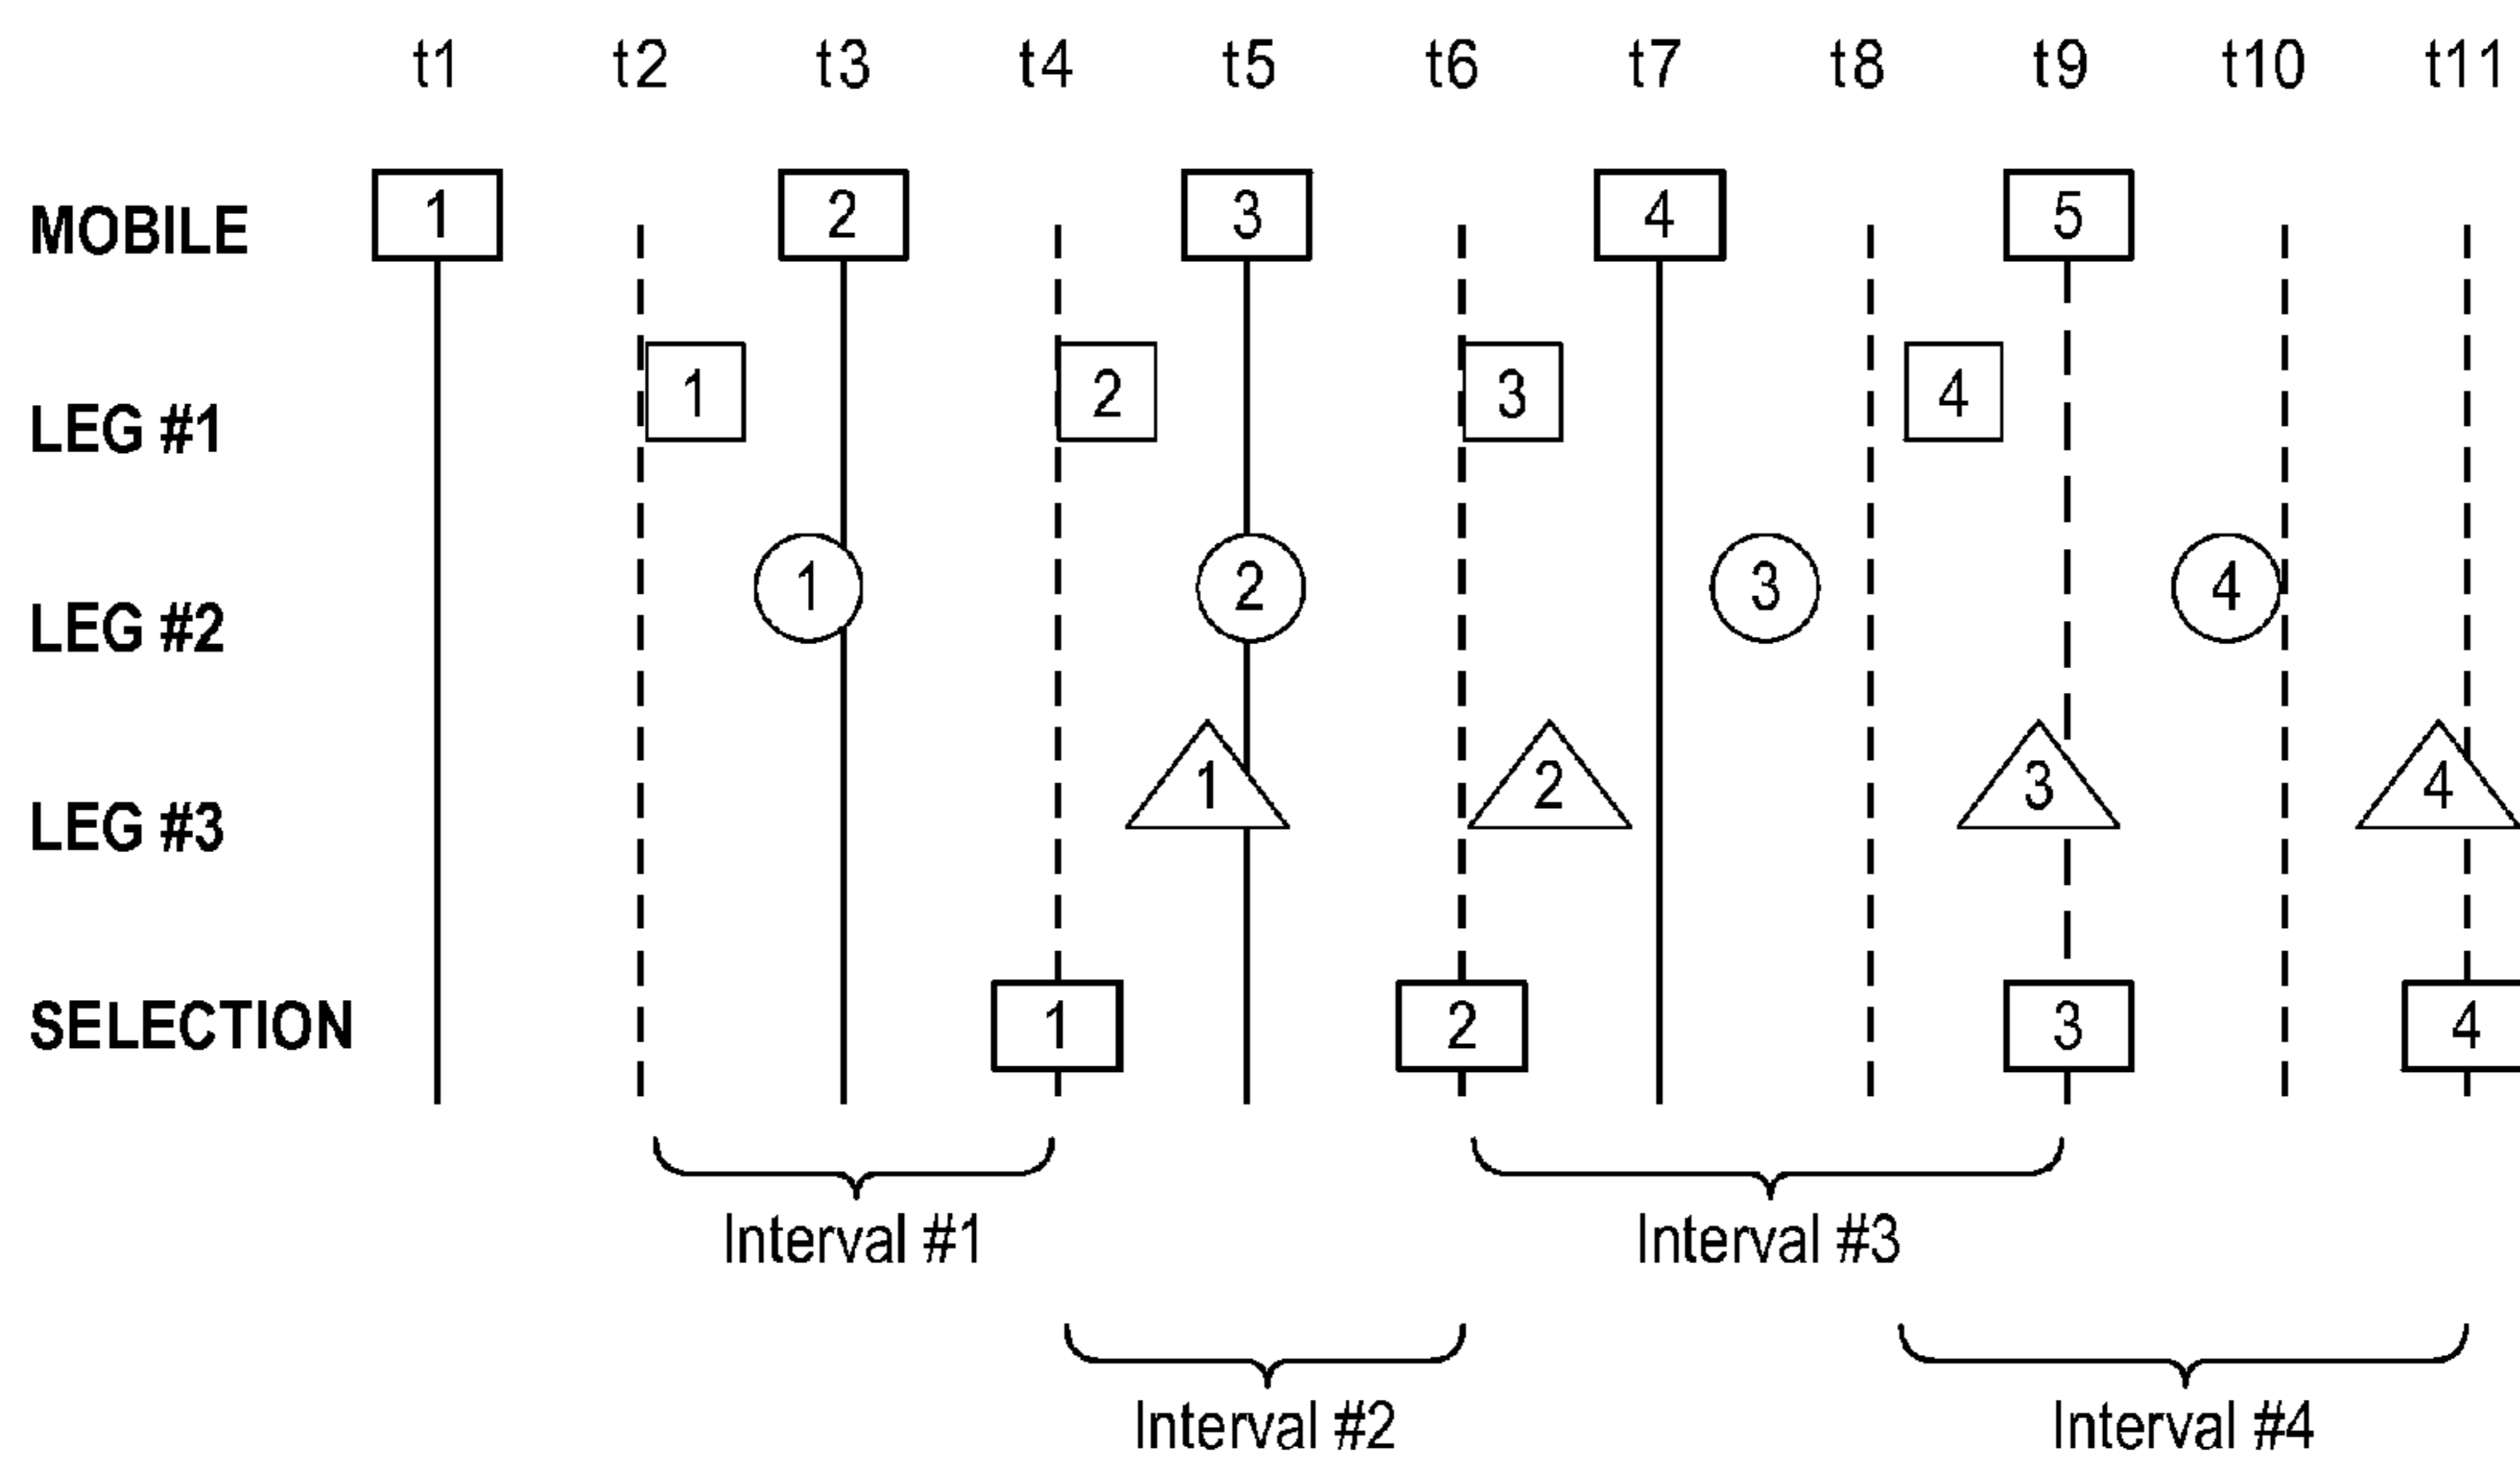 t1 t2 t3 t4 t5 t6 t7 t8 t9 t10 t11
MOBILE 1 2 3 4 5
LEG #1 1 2 3 4
LEG #2 1 2 3 4
LEG #3 1 2 3 4
SELECTION 1 2 3 4
Interval #1 Interval #3
Interval #2 Interval #4